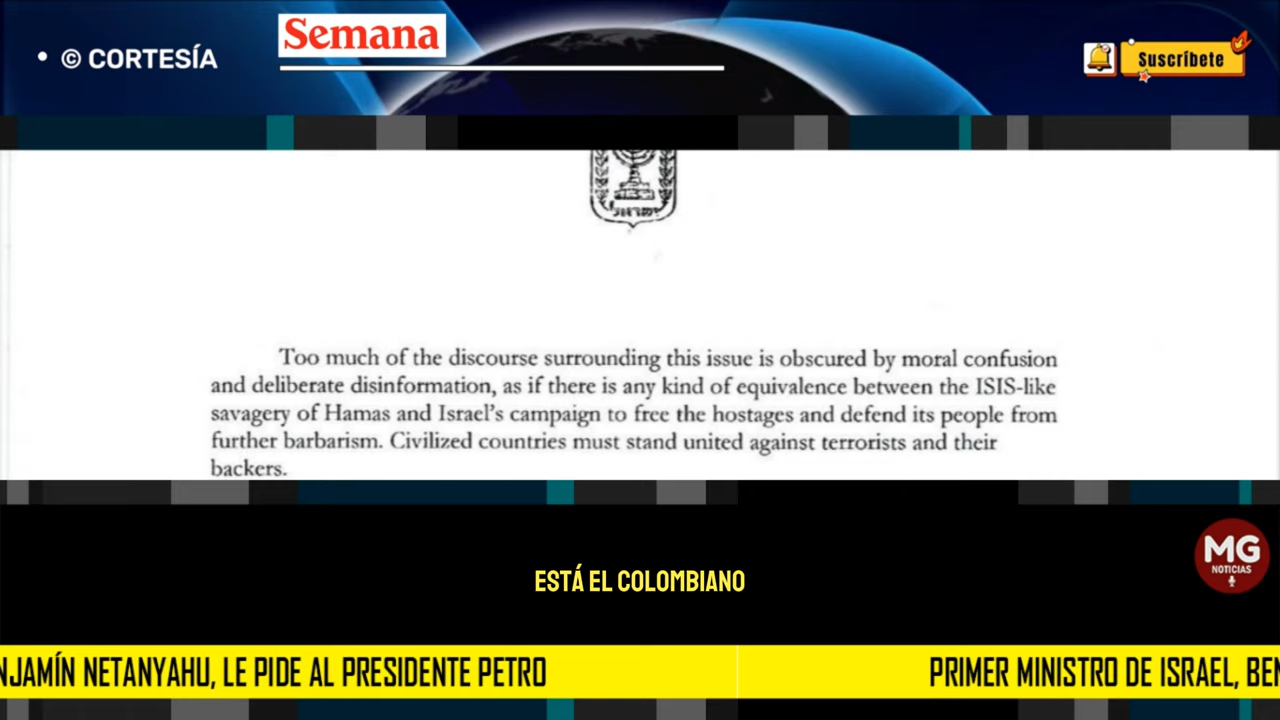 • © CORTESÍA
Semana
Suscríbete
Too much of the discourse surrounding this issue is obscured by moral confusion
and deliberate disinformation, as if there is any kind of equivalence between the ISIS-like
savagery of Hamas and Israel's campaign to free the hostages and defend its people from
further barbarism. Civilized countries must stand united against terrorists and their
backers.
MG
NOTICIAS
ESTÁ EL COLOMBIANO
NJAMÍN NETANYAHU, LE PIDE AL PRESIDENTE PETRO
PRIMER MINISTRO DE ISRAEL, BEN